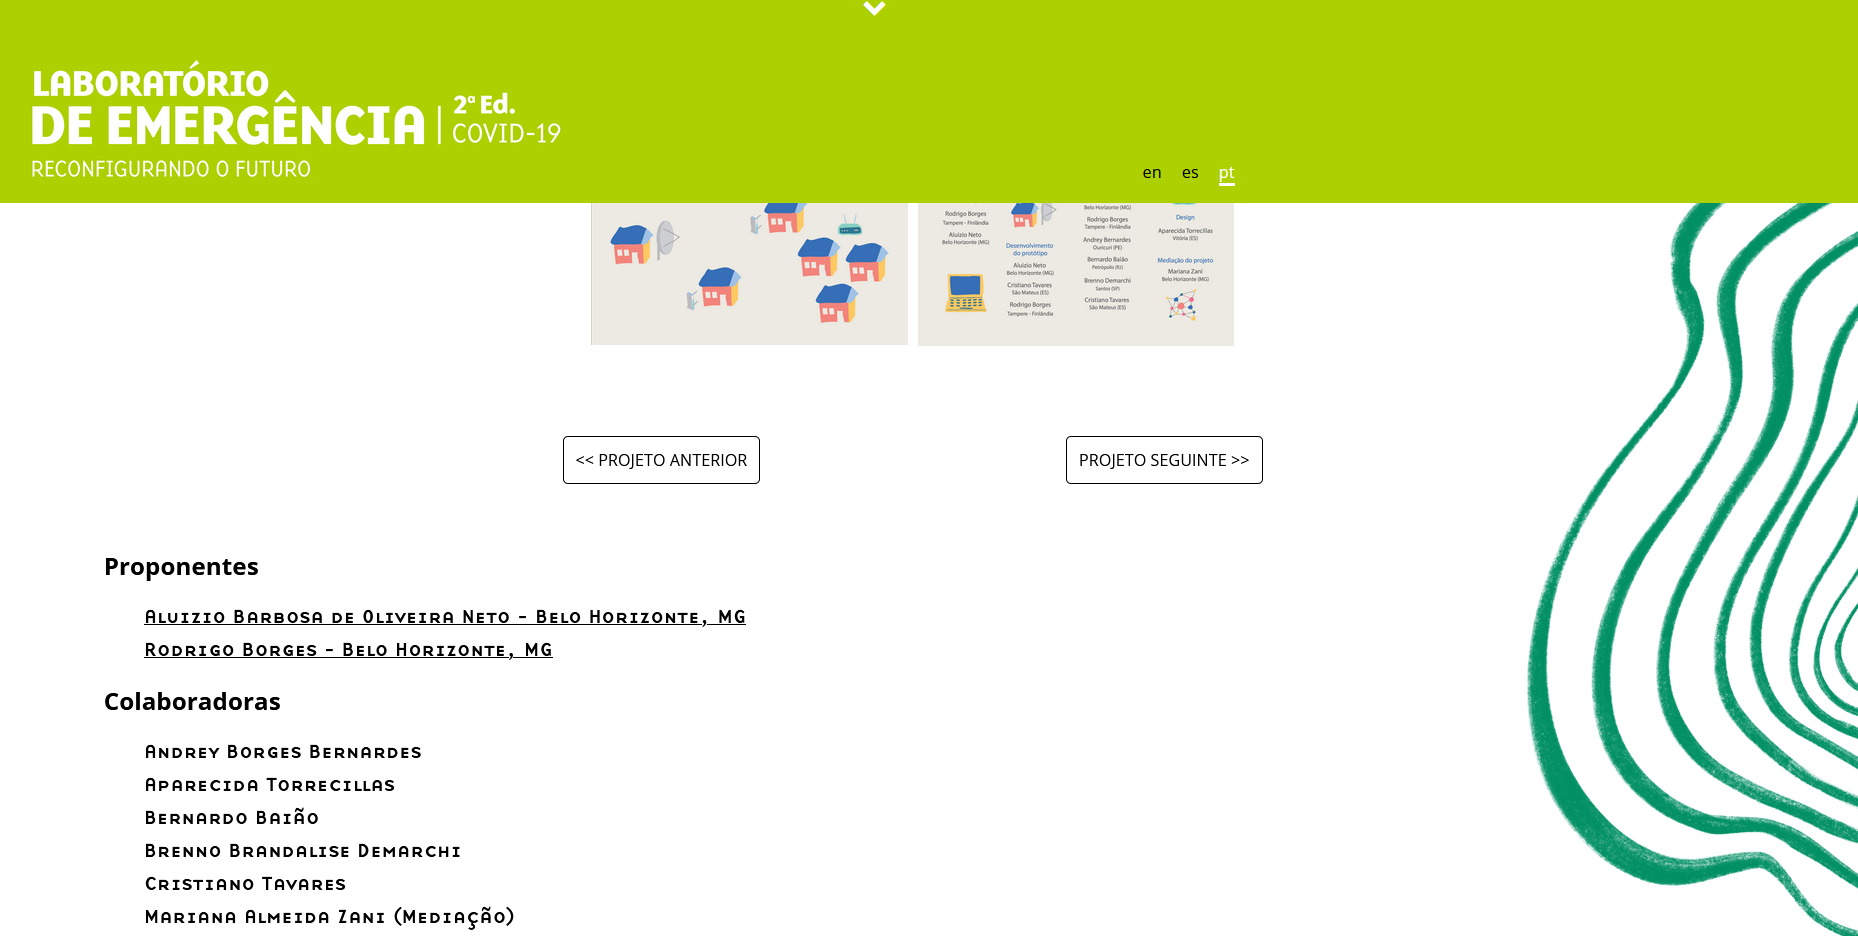 LABORATÓRIO
DE EMERGÊNCIA
2ª Ed.
COVID-19
RECONFIGURANDO O FUTURO
en es pt
Rodrigo Borges
Tampere - Finlândia
Aluizio Neto
Belo Horizonte (MG)
Desenvolvimento
do protótipo
Aluizio Neto
Belo Horizonte (MG)
Cristiano Tavares
São Mateus (ES)
Rodrigo Borges
Tampere - Finlândia
Belo Horizonte (MG)
Rodrigo Borges
Tampere - Finlândia
Andrey Bernardes
Ouricuri (PE)
Bernardo Baião
Petrópolis (RJ)
Brenno Demarchi
Santos (SP)
Cristiano Tavares
São Mateus (ES)
Design
Aparecida Torrecillas
Vitória (ES)
Mediação do projeto
Mariana Zani
Belo Horizonte (MG)
<< PROJETO ANTERIOR
PROJETO SEGUINTE >>
Proponentes
Aluizio Barbosa de Oliveira Neto - Belo Horizonte, MG
Rodrigo Borges - Belo Horizonte, MG
Colaboradoras
Andrey Borges Bernardes
Aparecida Torrecillas
Bernardo Baião
Brenno Brandalise Demarchi
Cristiano Tavares
Mariana Almeida Zani (Mediação)